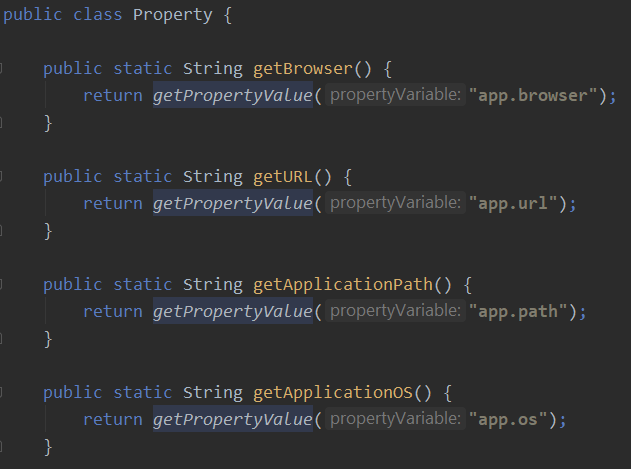 public class Property {
public static String getBrowser() {
return getPropertyValue( propertyVariable: "app.browser");
}
public static String getURL() {
return getPropertyValue( propertyVariable: "app.url");
}
public static String getApplicationPath() {
return getPropertyValue( propertyVariable: "app.path");
}
public static String getApplicationOS() {
return getPropertyValue( propertyVariable: "app.os");
}